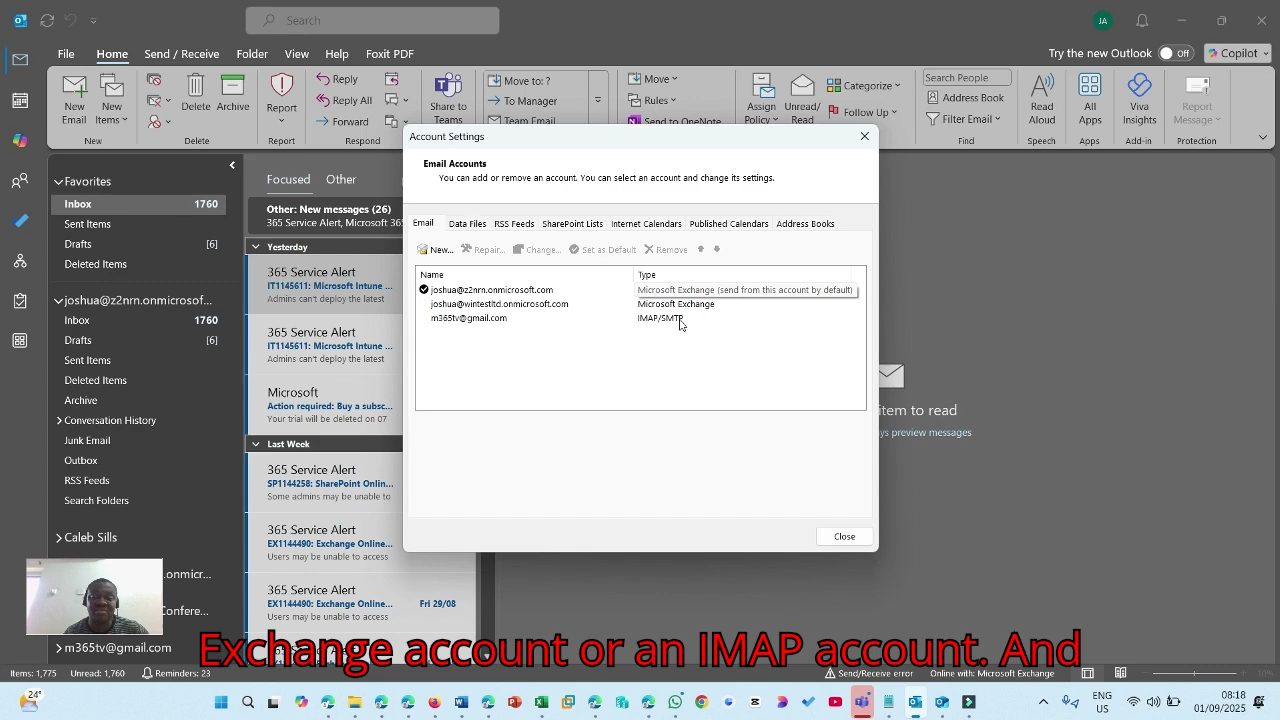 Search
JA
File Home Send / Receive Folder View Help Foxit PDF
Try the new Outlook Off Copilot
New Email
New Items
Delete Archive
Report
Reply
Reply All
Forward
Share to Teams
Move to: ?
To Manager
Team Email
Move
Rules
Send to OneNote
Assign Policy
Unread/ Read
Categorize
Follow Up
Search People
Address Book
Filter Email
Read Aloud
All Apps
Viva Insights
Report Message
New Delete Report Respond Find Speech Apps Add-in Protection
Account Settings
Email Accounts
You can add or remove an account. You can select an account and change its settings.
Email Data Files RSS Feeds SharePoint Lists Internet Calendars Published Calendars Address Books
New... Repair... Change... Set as Default Remove
Name Type
joshua@z2nrn.onmicrosoft.com Microsoft Exchange (send from this account by default)
joshua@wintestltd.onmicrosoft.com Microsoft Exchange
m365tv@gmail.com IMAP/SMTP
Close
Favorites
Inbox 1760
Sent Items
Drafts [6]
Deleted Items
joshua@z2nrn.onmicrosof...
Inbox 1760
Drafts [6]
Sent Items
Deleted Items
Archive
Conversation History
Junk Email
Outbox
RSS Feeds
Search Folders
Caleb Sills
.onmicr...
Confere...
m365tv@gmail.com
Focused Other
Other: New messages (26)
365 Service Alert, Microsoft 365
Yesterday
365 Service Alert
IT1145611: Microsoft Intune ...
Admins can't deploy the latest
365 Service Alert
IT1145611: Microsoft Intune ...
Admins can't deploy the latest
Microsoft
Action required: Buy a subsc...
Your trial will be deleted on 07
Last Week
365 Service Alert
SP1144258: SharePoint Onlin...
Some admins may be unable to
365 Service Alert
EX1144490: Exchange Online...
Users may be unable to access
365 Service Alert
EX1144490: Exchange Online... Fri 29/08
Users may be unable to access
item to read
ays preview messages
Exchange account or an IMAP account. And
Items: 1,775 Unread: 1,760 Reminders: 23
Send/Receive error Online with: Microsoft Exchange
24°
ENG
UG
08:18
01/09/2025